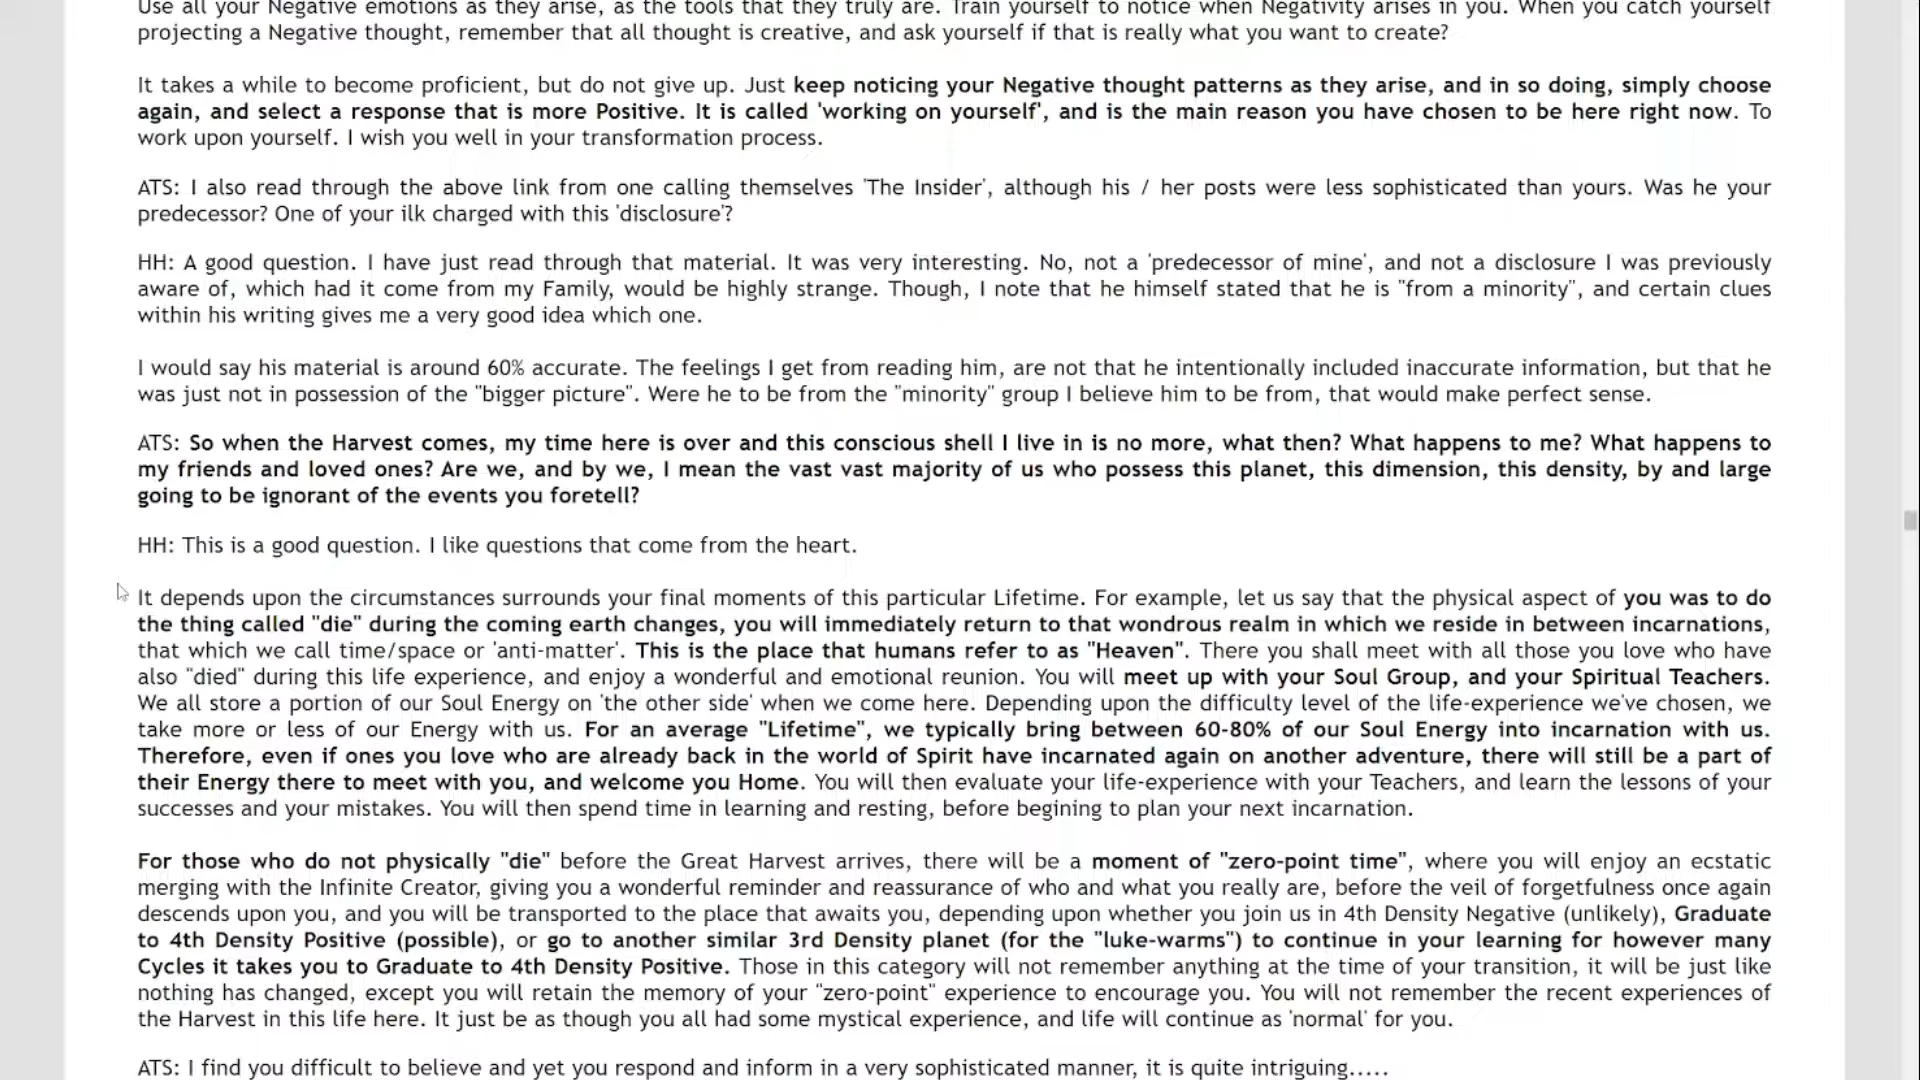 Use all your Negative emotions as they arise, as the tools that they truly are. Train yourself to notice when Negativity arises in you. When you catch yourself
projecting a Negative thought, remember that all thought is creative, and ask yourself if that is really what you want to create?
It takes a while to become proficient, but do not give up. Just keep noticing your Negative thought patterns as they arise, and in so doing, simply choose
again, and select a response that is more Positive. It is called 'working on yourself', and is the main reason you have chosen to be here right now. To
work upon yourself. I wish you well in your transformation process.
ATS: I also read through the above link from one calling themselves 'The Insider', although his / her posts were less sophisticated than yours. Was he your
predecessor? One of your ilk charged with this 'disclosure'?
HH: A good question. I have just read through that material. It was very interesting. No, not a 'predecessor of mine', and not a disclosure I was previously
aware of, which had it come from my Family, would be highly strange. Though, I note that he himself stated that he is "from a minority", and certain clues
within his writing gives me a very good idea which one.
I would say his material is around 60% accurate. The feelings I get from reading him, are not that he intentionally included inaccurate information, but that he
was just not in possession of the "bigger picture". Were he to be from the "minority" group I believe him to be from, that would make perfect sense.
ATS: So when the Harvest comes, my time here is over and this conscious shell I live in is no more, what then? What happens to me? What happens to
my friends and loved ones? Are we, and by we, I mean the vast vast majority of us who possess this planet, this dimension, this density, by and large
going to be ignorant of the events you foretell?
HH: This is a good question. I like questions that come from the heart.
It depends upon the circumstances surrounds your final moments of this particular Lifetime. For example, let us say that the physical aspect of you was to do
the thing called "die" during the coming earth changes, you will immediately return to that wondrous realm in which we reside in between incarnations,
that which we call time/space or 'anti-matter'. This is the place that humans refer to as "Heaven". There you shall meet with all those you love who have
also "died" during this life experience, and enjoy a wonderful and emotional reunion. You will meet up with your Soul Group, and your Spiritual Teachers.
We all store a portion of our Soul Energy on 'the other side' when we come here. Depending upon the difficulty level of the life-experience we've chosen, we
take more or less of our Energy with us. For an average "Lifetime", we typically bring between 60-80% of our Soul Energy into incarnation with us.
Therefore, even if ones you love who are already back in the world of Spirit have incarnated again on another adventure, there will still be a part of
their Energy there to meet with you, and welcome you Home. You will then evaluate your life-experience with your Teachers, and learn the lessons of your
successes and your mistakes. You will then spend time in learning and resting, before begining to plan your next incarnation.
For those who do not physically "die" before the Great Harvest arrives, there will be a moment of "zero-point time", where you will enjoy an ecstatic
merging with the Infinite Creator, giving you a wonderful reminder and reassurance of who and what you really are, before the veil of forgetfulness once again
descends upon you, and you will be transported to the place that awaits you, depending upon whether you join us in 4th Density Negative (unlikely), Graduate
to 4th Density Positive (possible), or go to another similar 3rd Density planet (for the "luke-warms") to continue in your learning for however many
Cycles it takes you to Graduate to 4th Density Positive. Those in this category will not remember anything at the time of your transition, it will be just like
nothing has changed, except you will retain the memory of your "zero-point" experience to encourage you. You will not remember the recent experiences of
the Harvest in this life here. It just be as though you all had some mystical experience, and life will continue as 'normal' for you.
ATS: I find you difficult to believe and yet you respond and inform in a very sophisticated manner, it is quite intriguing.....